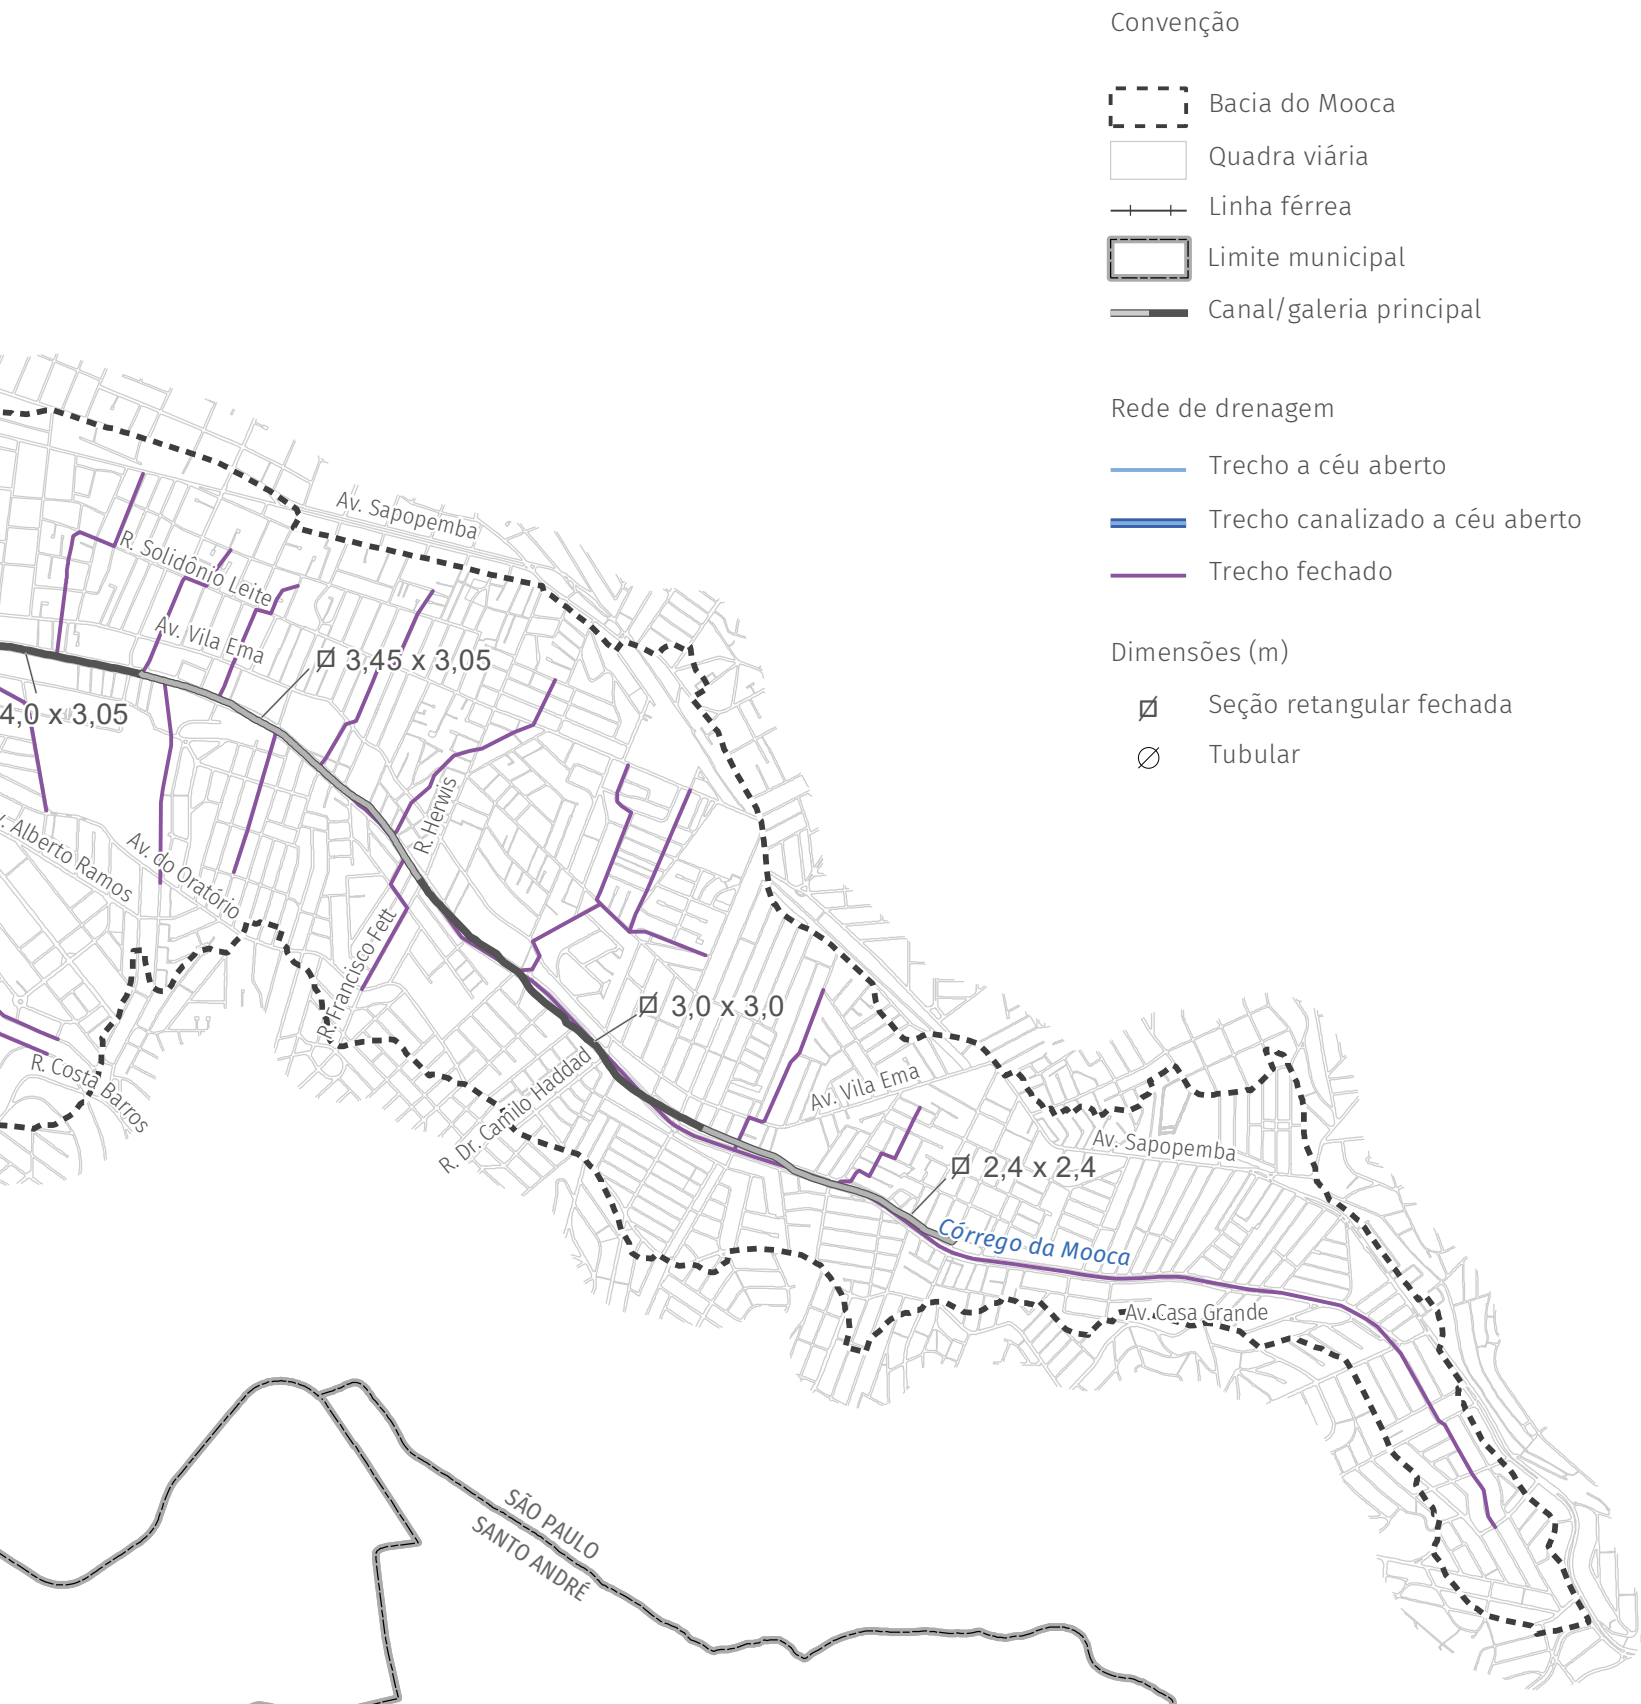 Convenção
Bacia do Mooca
Quadra viária
Linha férrea
Limite municipal
Canal/galeria principal
Rede de drenagem
Trecho a céu aberto
Trecho canalizado a céu aberto
Trecho fechado
Dimensões (m)
Seção retangular fechada
Tubular
Av. Sapopemba
R. Solidônio Leite
Av. Vila Ema
3,45 x 3,05
4,0 x 3,05
R. Herwis
v. Alberto Ramos
Av. do Oratório
R. Francisco Fett
3,0 x 3,0
R. Costa Barros
R. Dr. Camilo Haddad
Av. Vila Ema
Av. Sapopemba
2,4 x 2,4
Córrego da Mooca
Av. Casa Grande
SÃO PAULO
SANTO ANDRÉ